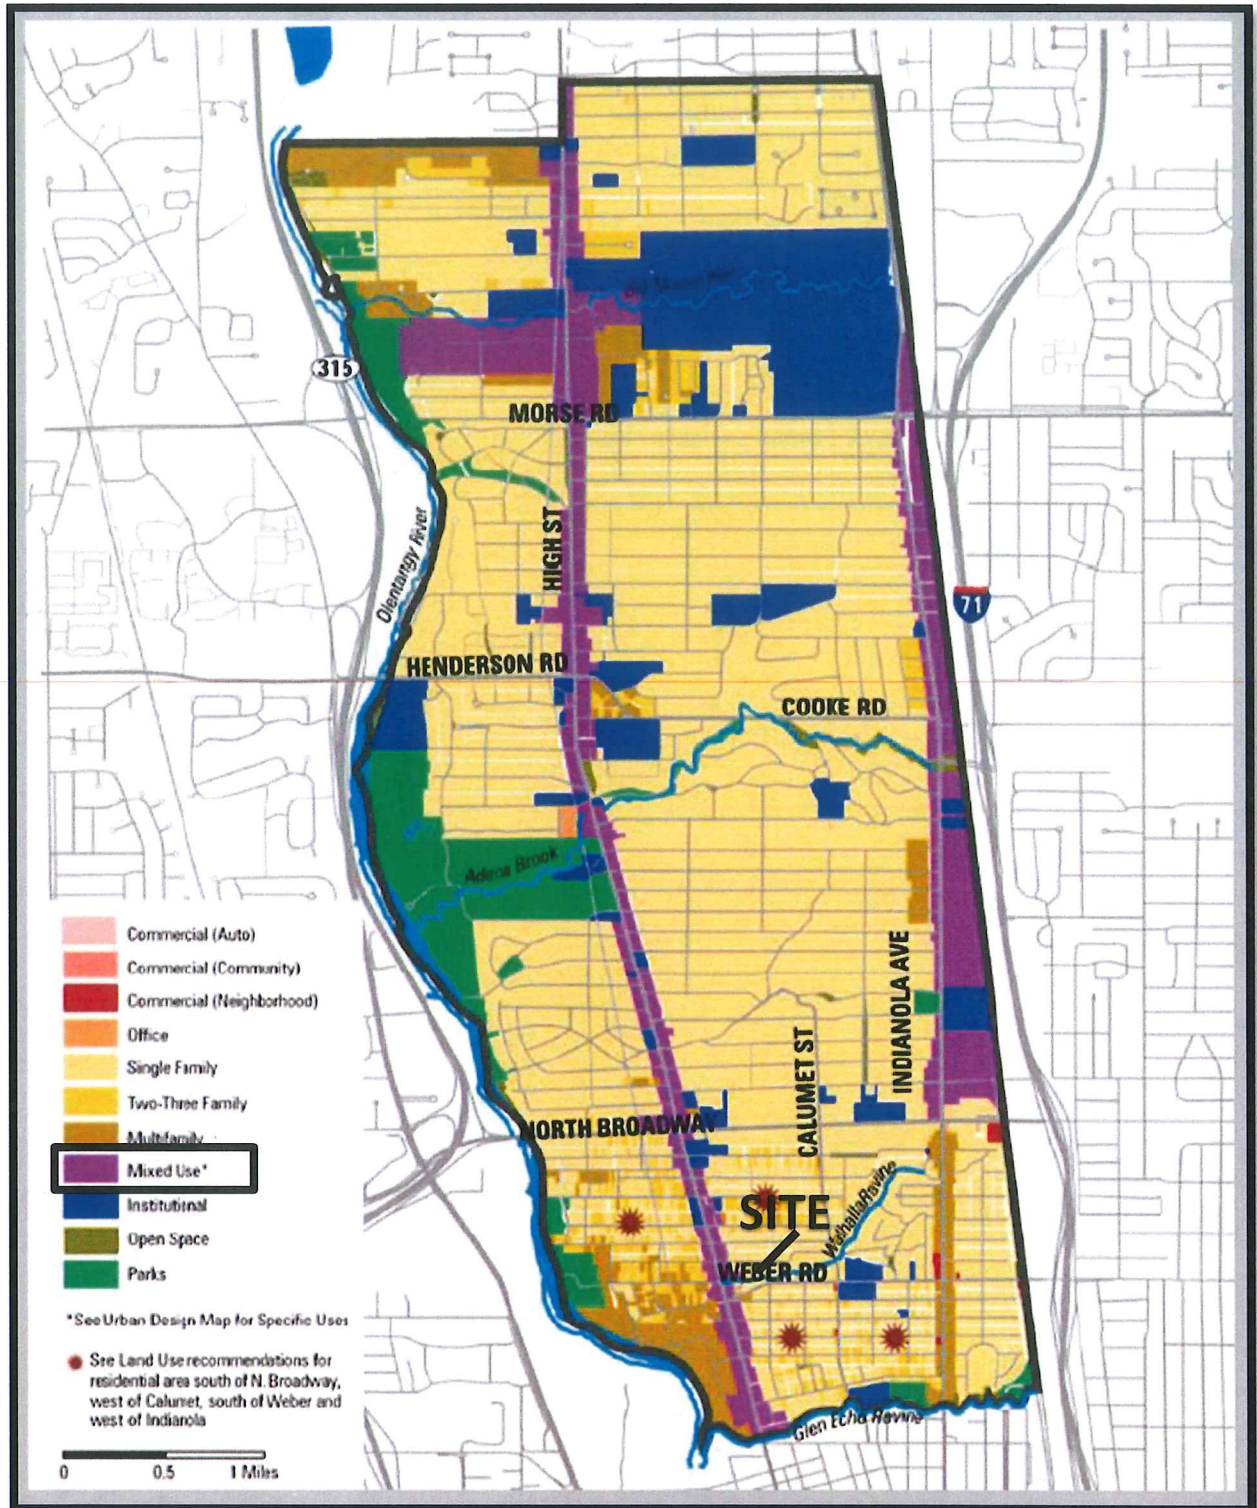 315
MORSE RD
HIGH ST
Olentangy River
71
HENDERSON RD
COOKE RD
Adena Brook
INDIANOLA AVE
CALUMET ST
NORTH BROADWAY
SITE
Walhalla Ravine
WEBER RD
Glen Echo Ravine
Commercial (Auto)
Commercial (Community)
Commercial (Neighborhood)
Office
Single Family
Two-Three Family
Multifamily
Mixed Use*
Institutional
Open Space
Parks
*See Urban Design Map for Specific Uses
See Land Use recommendations for
residential area south of N. Broadway,
west of Calumet, south of Weber and
west of Indianola
0 0.5 1 Miles